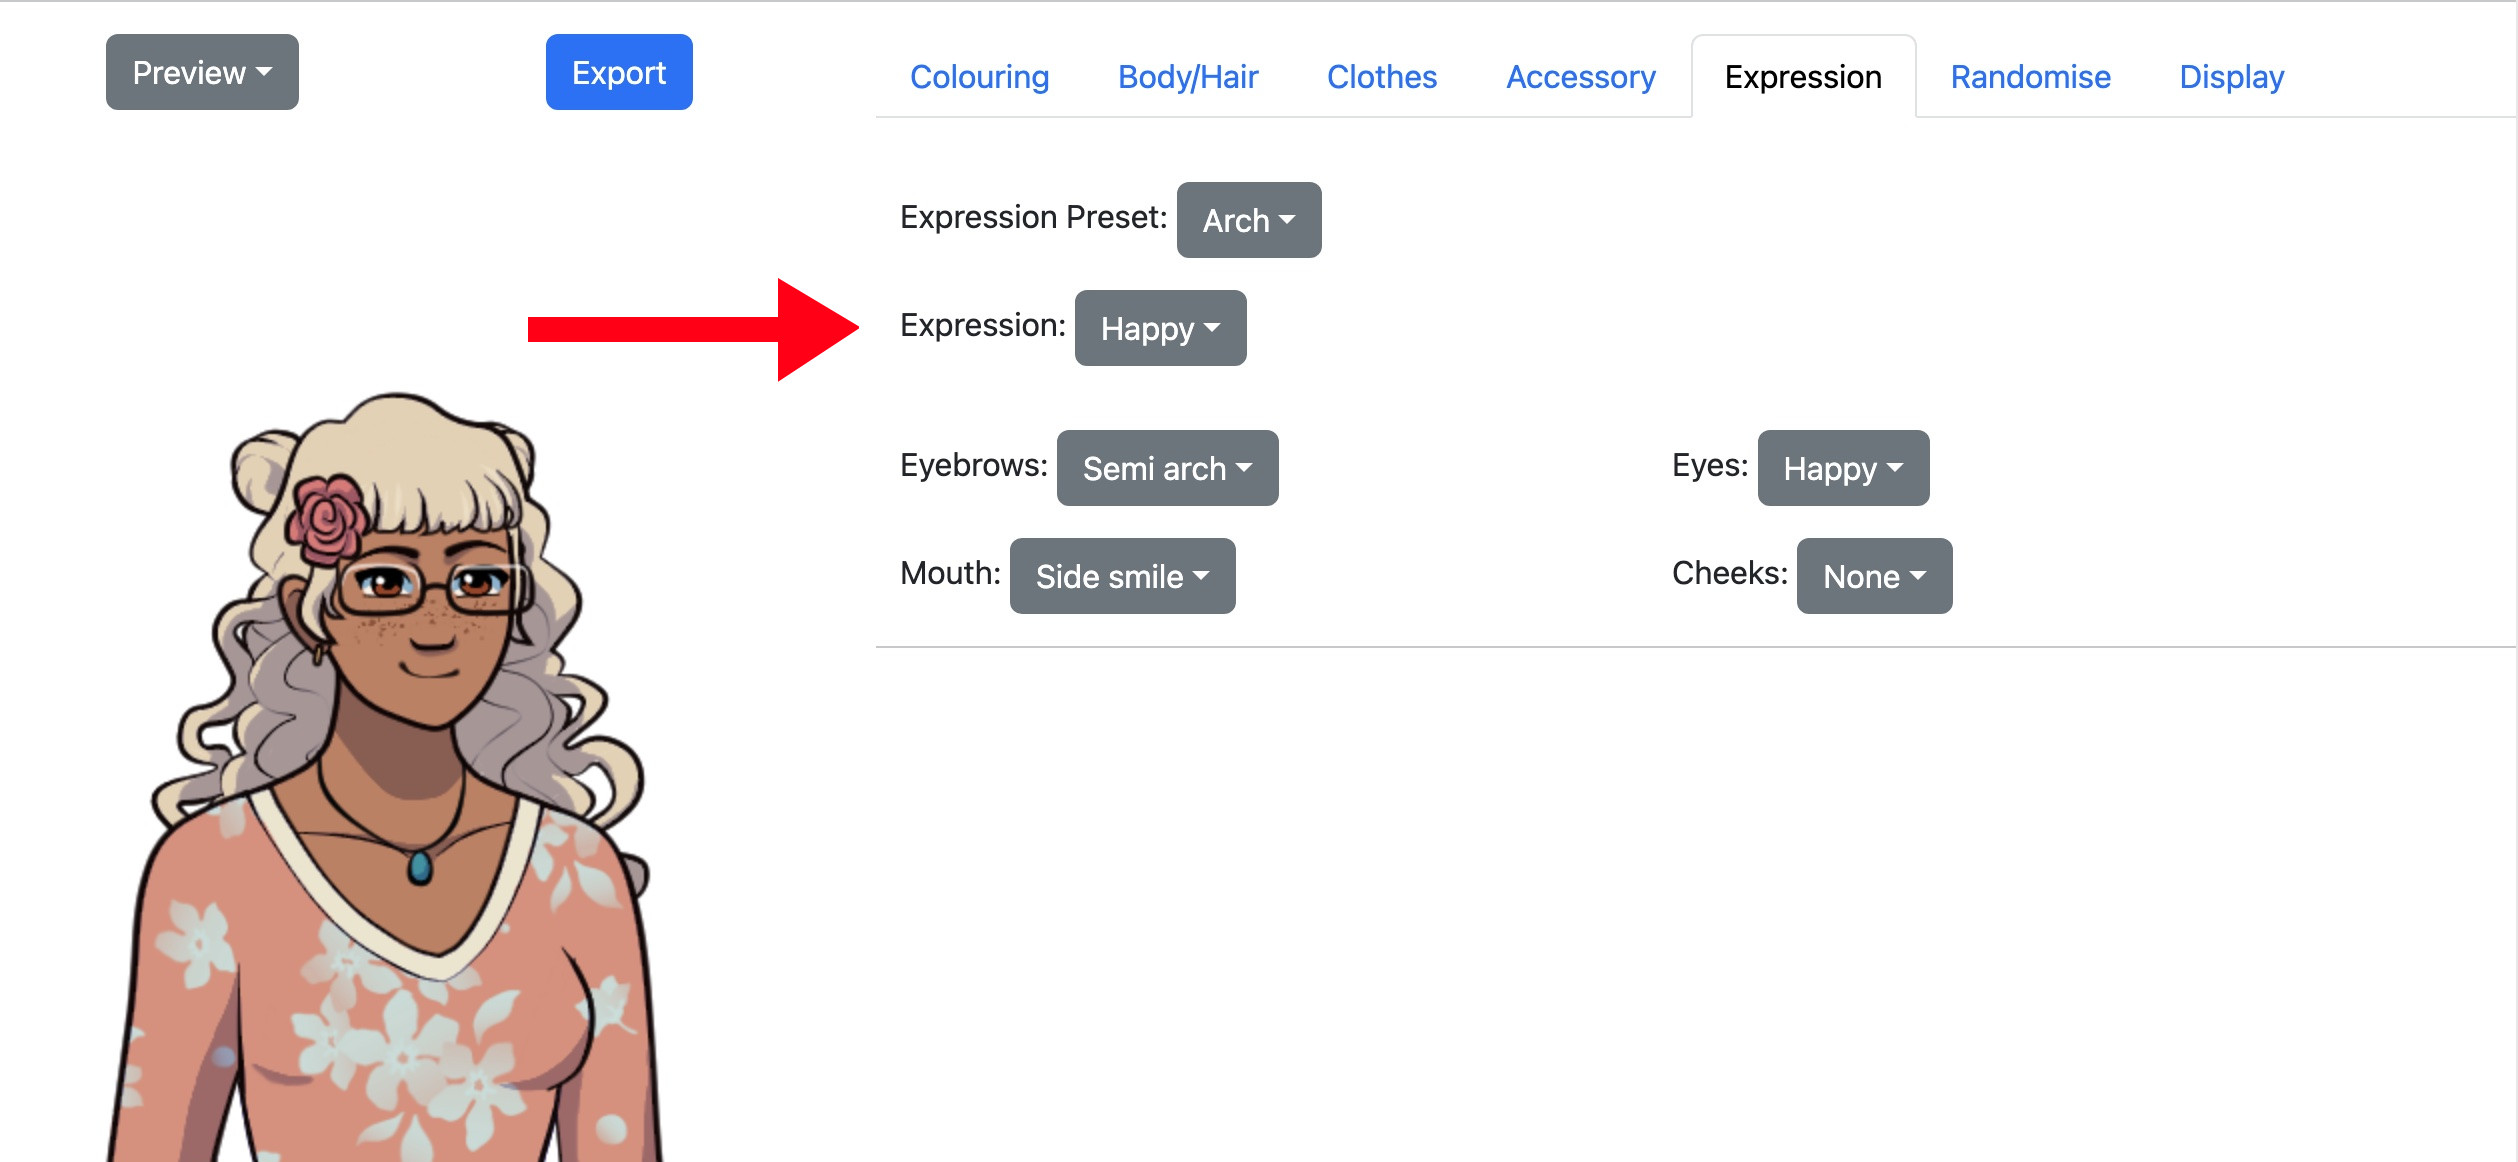 Preview
Export
Colouring Body/Hair Clothes Accessory Expression Randomise Display
Expression Preset: Arch
Expression: Happy
Eyebrows: Semi arch Eyes: Happy
Mouth: Side smile Cheeks: None